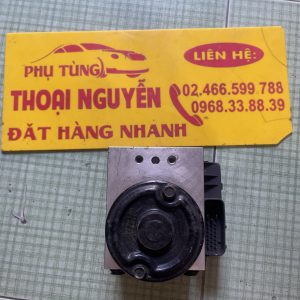 LIÊN HỆ:
PHỤ TÙNG
02.466.599 788
THOẠI NGUYỄN
0968.33.88.39
ĐẶT HÀNG NHANH